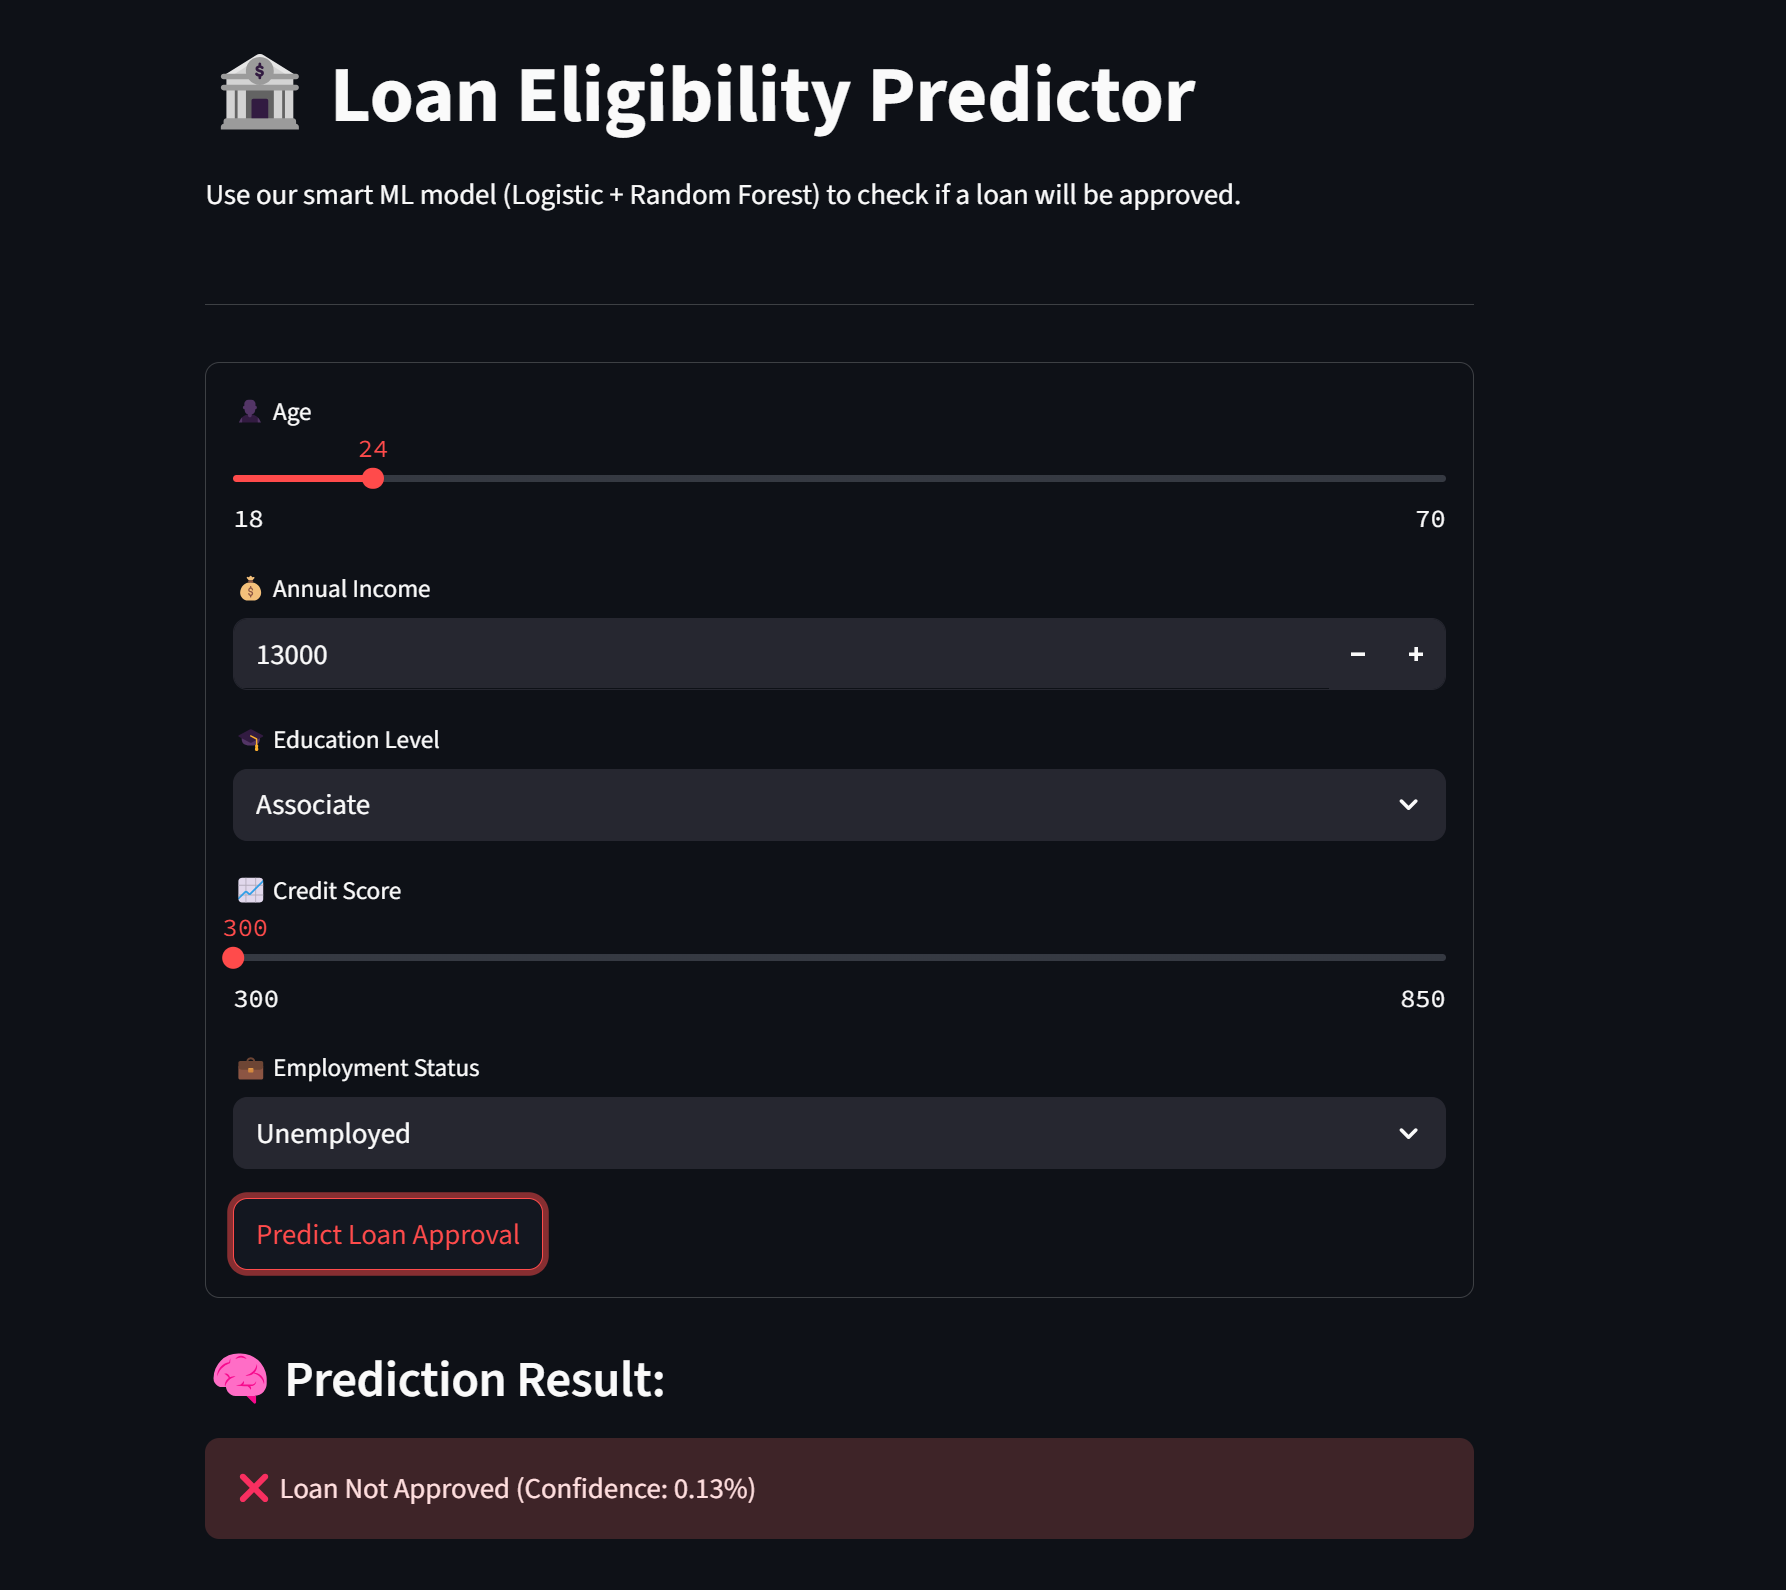 Loan Eligibility Predictor
Use our smart ML model (Logistic + Random Forest) to check if a loan will be approved.
Age
24
18 70
Annual Income
13000
Education Level
Associate
Credit Score
300
300 850
Employment Status
Unemployed
Predict Loan Approval
Prediction Result:
Loan Not Approved (Confidence: 0.13%)